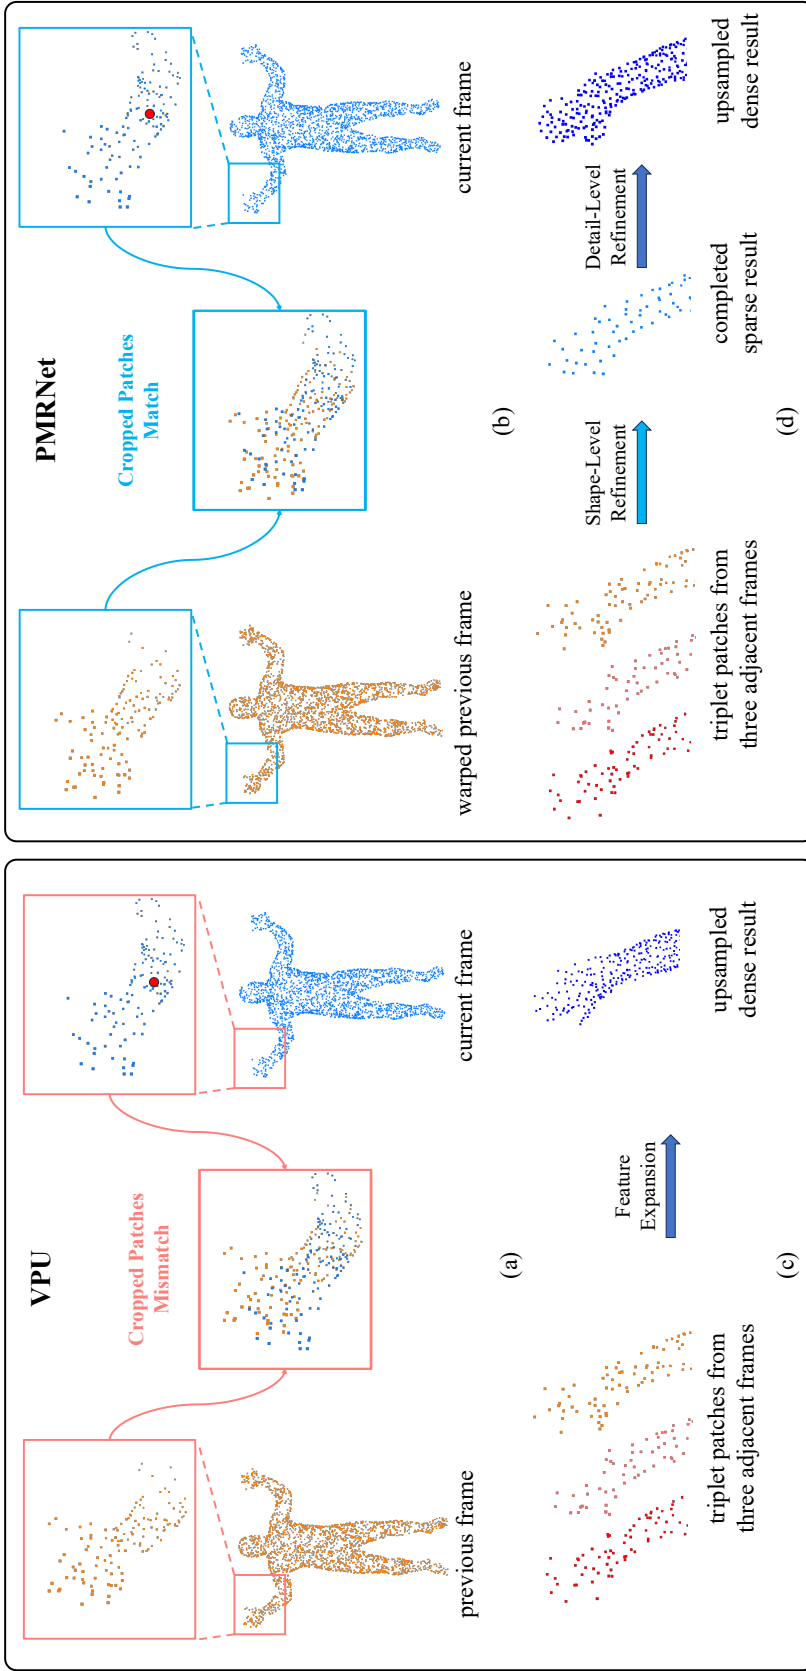 VPU
Cropped Patches
Mismatch
previous frame
current frame
(a)
triplet patches from
three adjacent frames
Feature
Expansion
upsampled
dense result
(c)
PMRNet
Cropped Patches
Match
warped previous frame
current frame
(b)
triplet patches from
three adjacent frames
Shape-Level
Refinement
completed
sparse result
Detail-Level
Refinement
upsampled
dense result
(d)